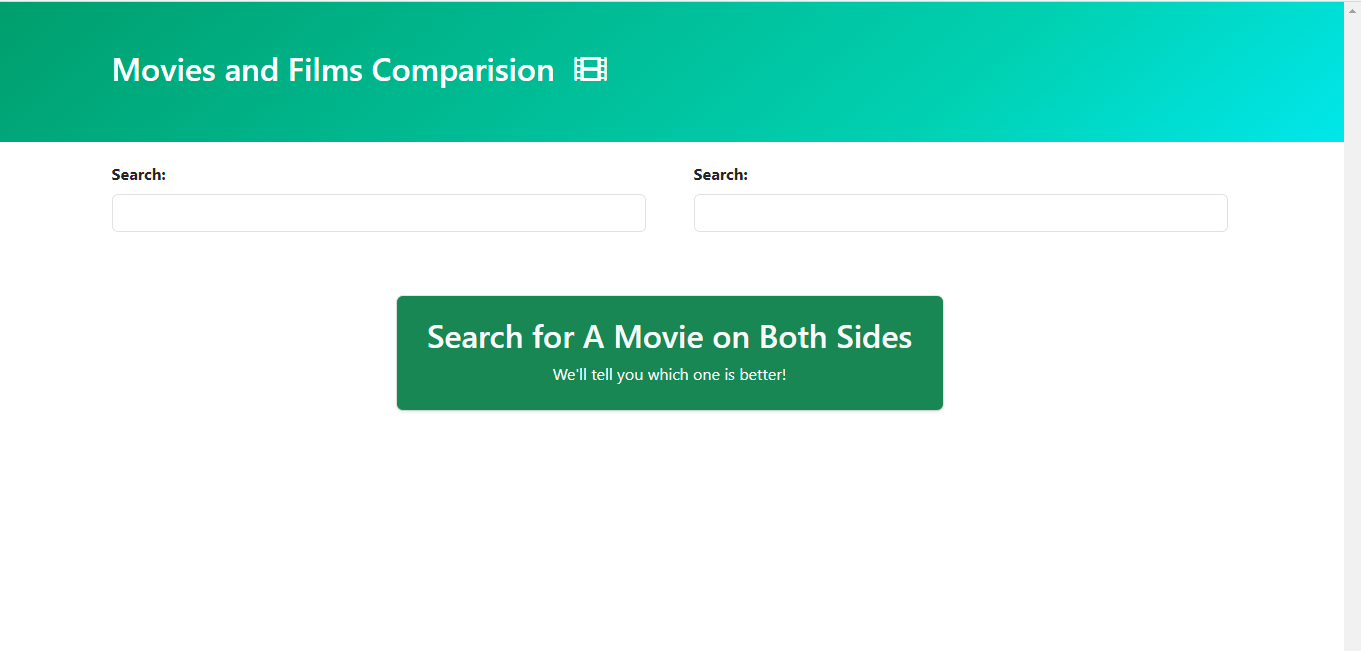 Movies and Films Comparision
Search:
Search:
Search for A Movie on Both Sides
We'll tell you which one is better!